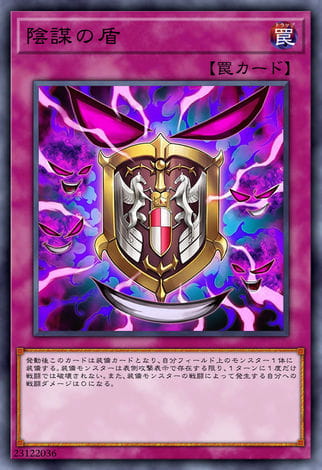 陰謀の盾
トラップ
罠
【罠カード】
発動後このカードは装備カードとなり、自分フィールド上のモンスター1体に
装備する。装備モンスターは表側攻撃表示で存在する限り、1ターンに1度だけ
戦闘では破壊されない。また、装備モンスターの戦闘によって発生する自分への
戦闘ダメージは0になる。
23122036